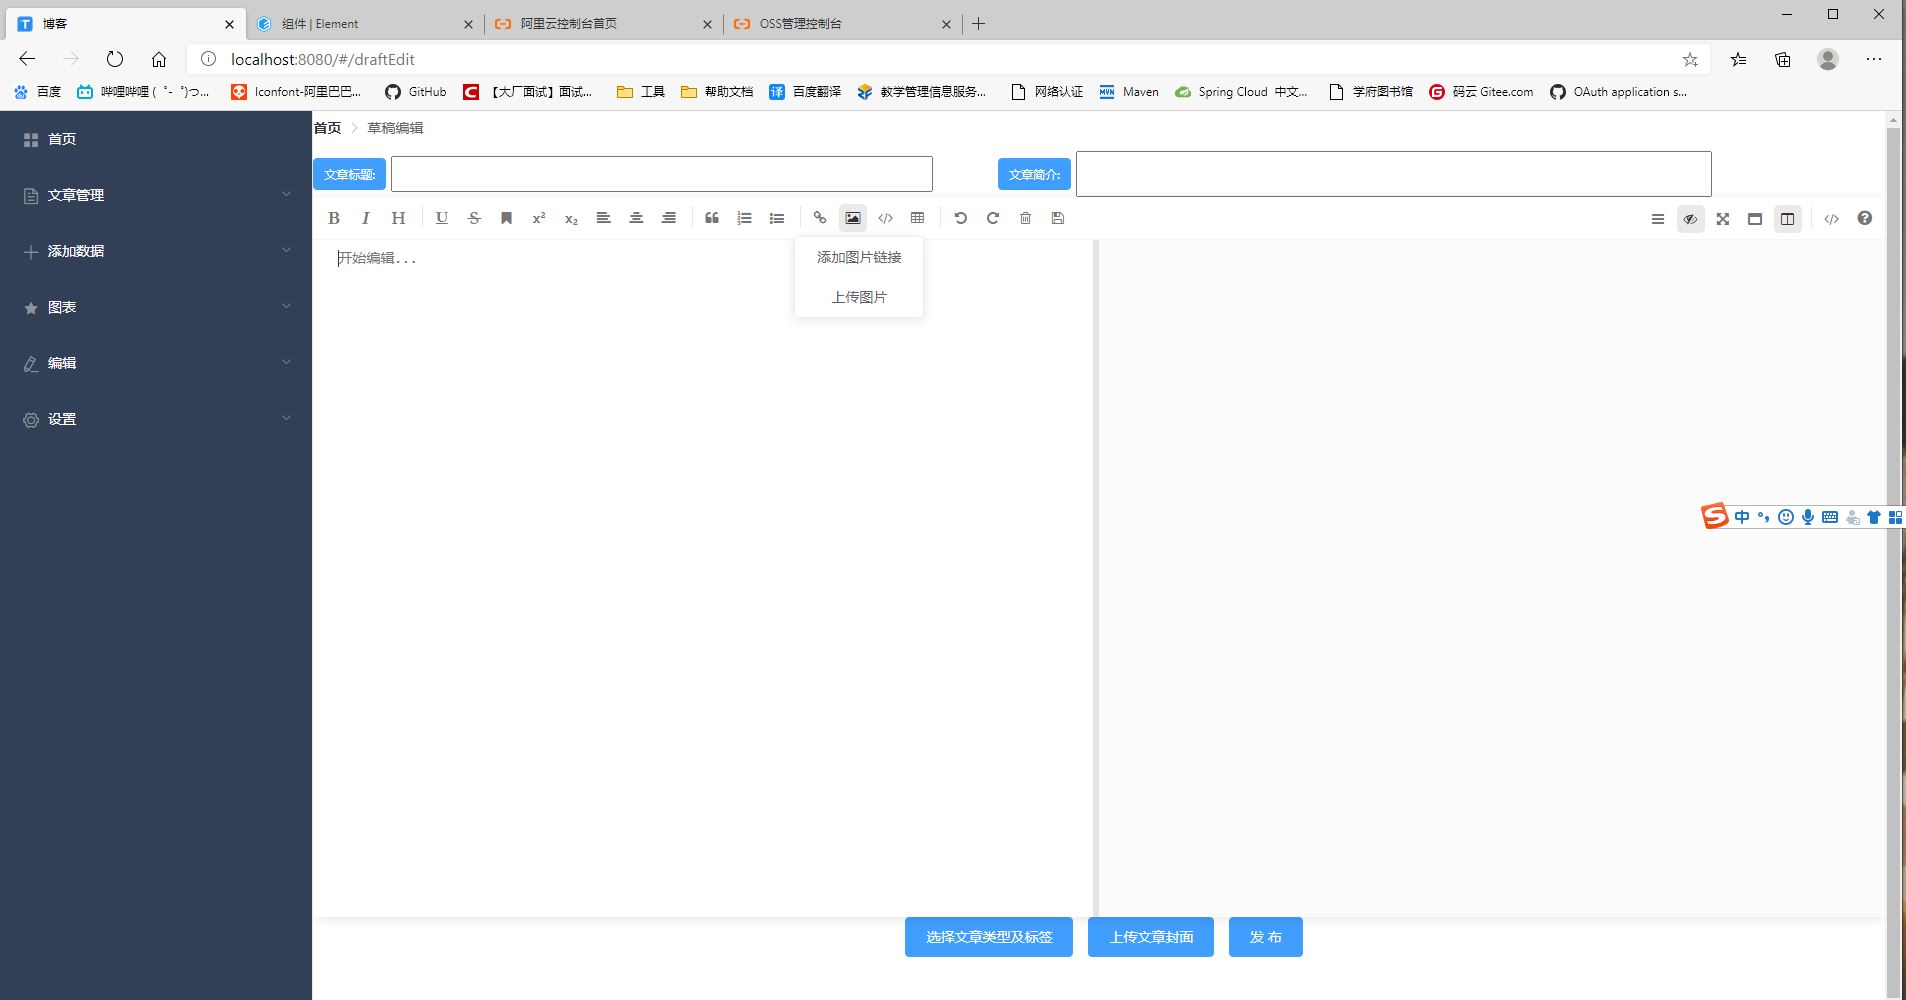 博客
组件 | Element
阿里云控制台首页
OSS管理控制台
localhost:8080/#/draftEdit
百度
哔哩哔哩 (゜-゜)つ...
Iconfont-阿里巴巴...
GitHub
【大厂面试】面试...
工具
帮助文档
百度翻译
教学管理信息服务...
网络认证
Maven
Spring Cloud 中文...
学府图书馆
码云 Gitee.com
OAuth application s...
首页
文章管理
添加数据
图表
编辑
设置
首页 > 草稿编辑
文章标题:
文章简介:
开始编辑...
添加图片链接
上传图片
中
选择文章类型及标签
上传文章封面
发 布